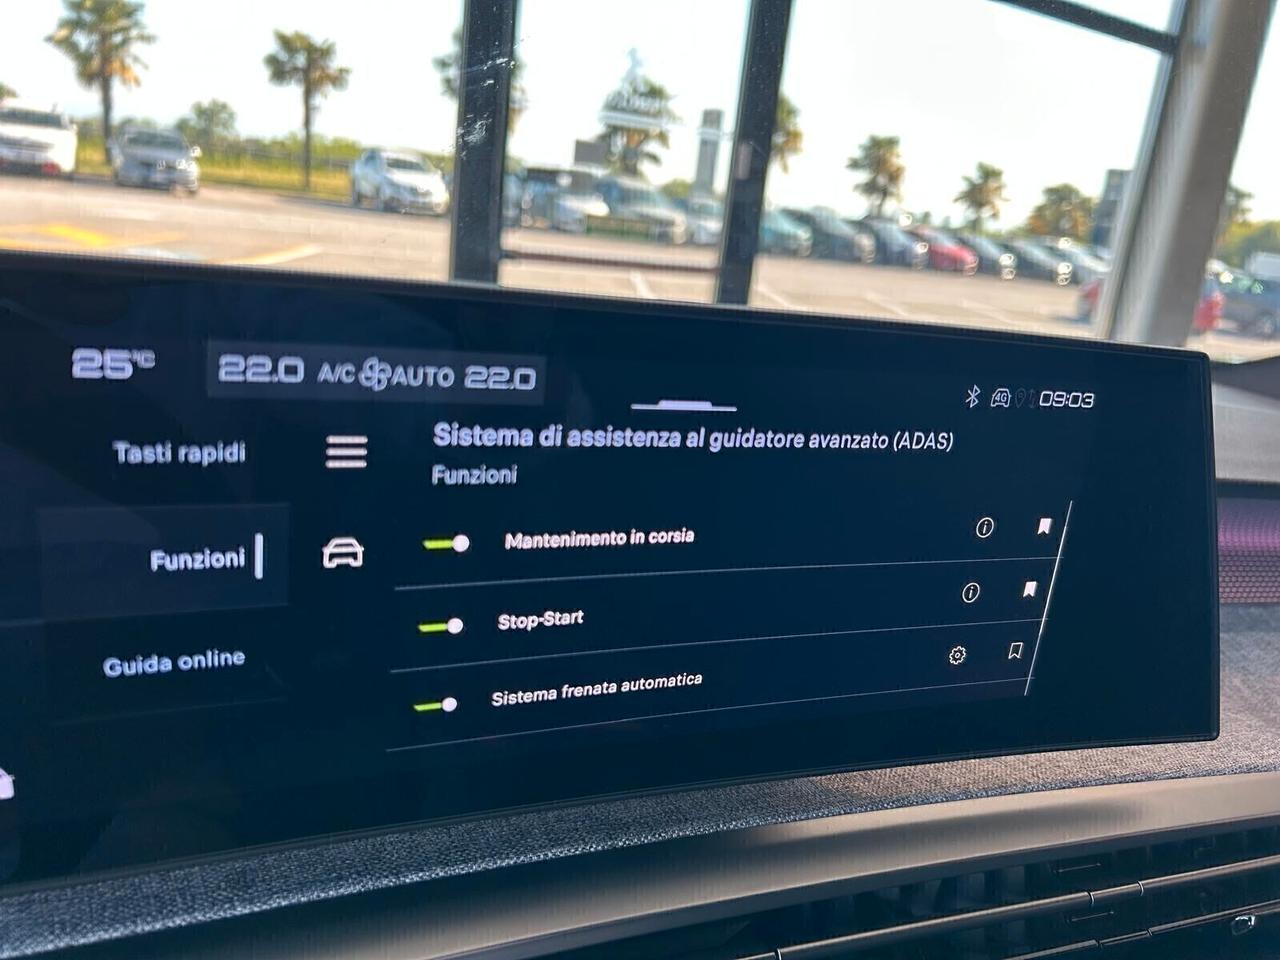 25°C
22.0 A/C AUTO 22.0
4G 09:03
Sistema di assistenza al guidatore avanzato (ADAS)
Funzioni
Tasti rapidi
Funzioni
Guida online
Mantenimento in corsia
Stop-Start
Sistema frenata automatica